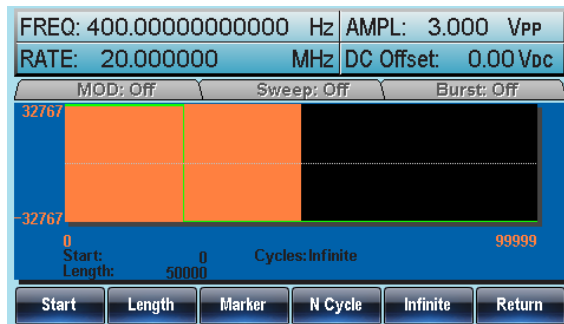 FREQ: 400.00000000000 Hz AMPL: 3.000 VPP
RATE: 20.000000 MHz DC Offset: 0.00 VDC
MOD: Off Sweep: Off Burst: Off
32767
-32767
0 99999
Start: 0 Cycles:Infinite
Length: 50000
Start Length Marker N Cycle Infinite Return